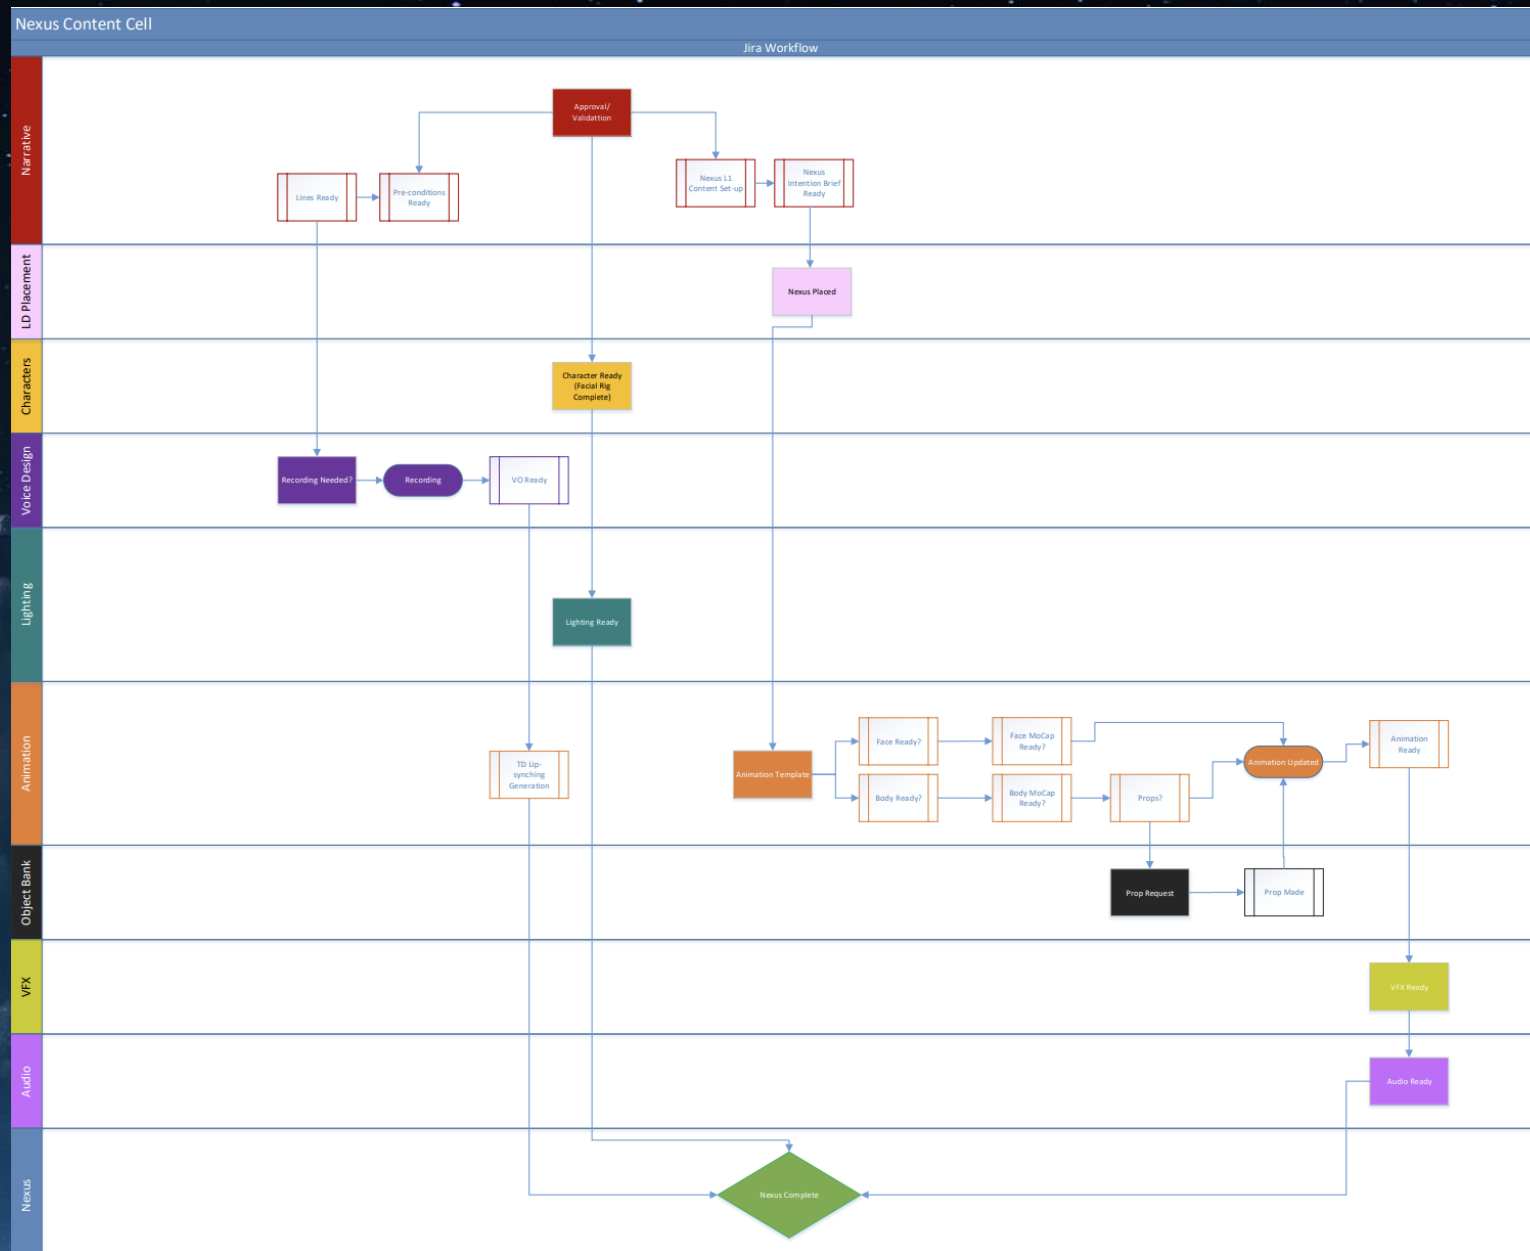 Nexus Content Cell
Jira Workflow
Narrative
Approval/
Validattion
Lines Ready
Pre-conditions
Ready
Nexus L1
Content Set-up
Nexus
Intention Brief
Ready
LD Placement
Nexus Placed
Characters
Character Ready
(Facial Rig
Complete)
Voice Design
Recording Needed?
Recording
VO Ready
Lighting
Lighting Ready
Animation
TD Lip-
synching
Generation
Animation Template
Face Ready?
Face MoCap
Ready?
Body Ready?
Body MoCap
Ready?
Props?
Animation Updated
Animation
Ready
Object Bank
Prop Request
Prop Made
VFX
VFX Ready
Audio
Audio Ready
Nexus
Nexus Complete